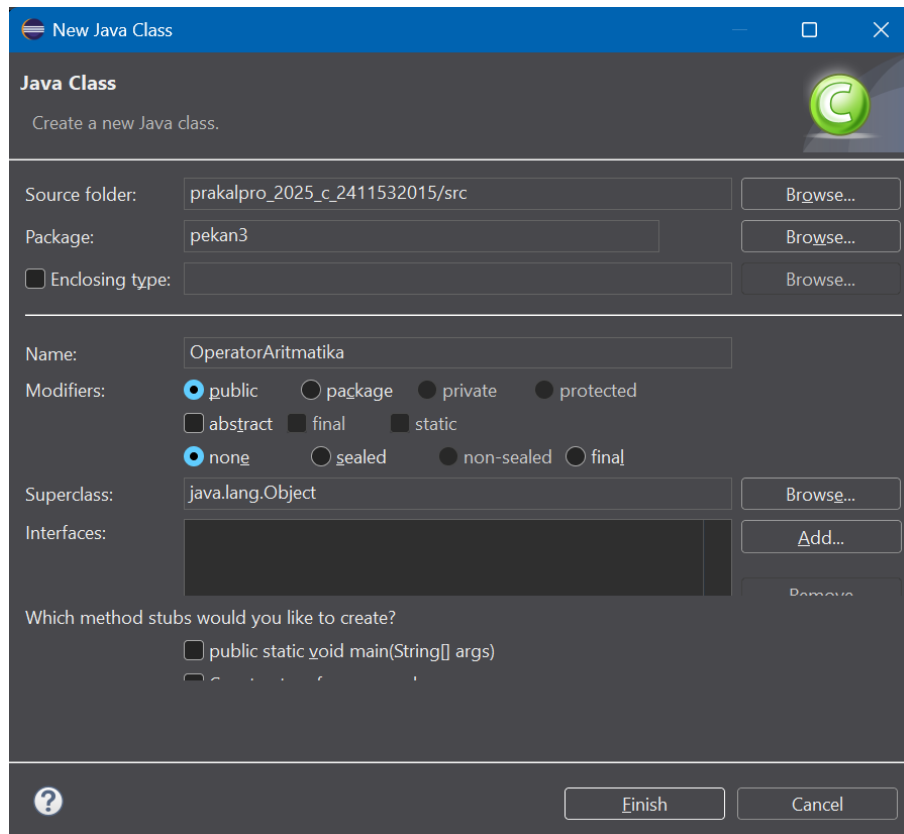 New Java Class
Java Class
Create a new Java class.
Source folder: prakalpro_2025_c_2411532015/src Browse...
Package: pekan3 Browse...
Enclosing type: Browse...
Name: OperatorAritmatika
Modifiers: public package private protected
abstract final static
none sealed non-sealed final
Superclass: java.lang.Object Browse...
Interfaces: Add...
Remove
Which method stubs would you like to create?
public static void main(String[] args)
? Finish Cancel